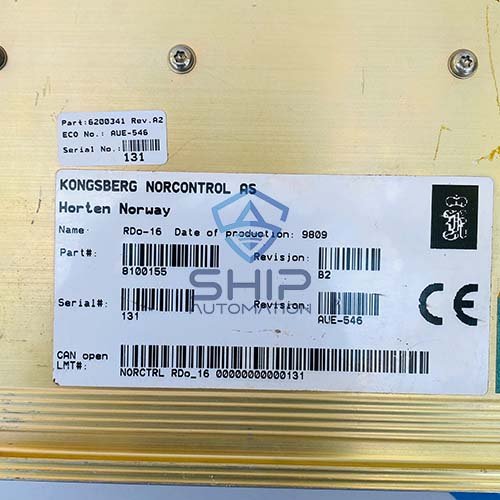 Part:6200341 Rev.A2
ECO No.: AUE-546
Serial No.:
131
KONGSBERG NORCONTROL AS
Horten Norway
Name: RDo-16 Date of production: 9809
Part#: Revision:
8100155 B2
Serial#: Revision:
131 AUE-546
CAN open
LMT#:
NORCTRL RDo_16 00000000000131
CE
SHIP
AUTOMATION